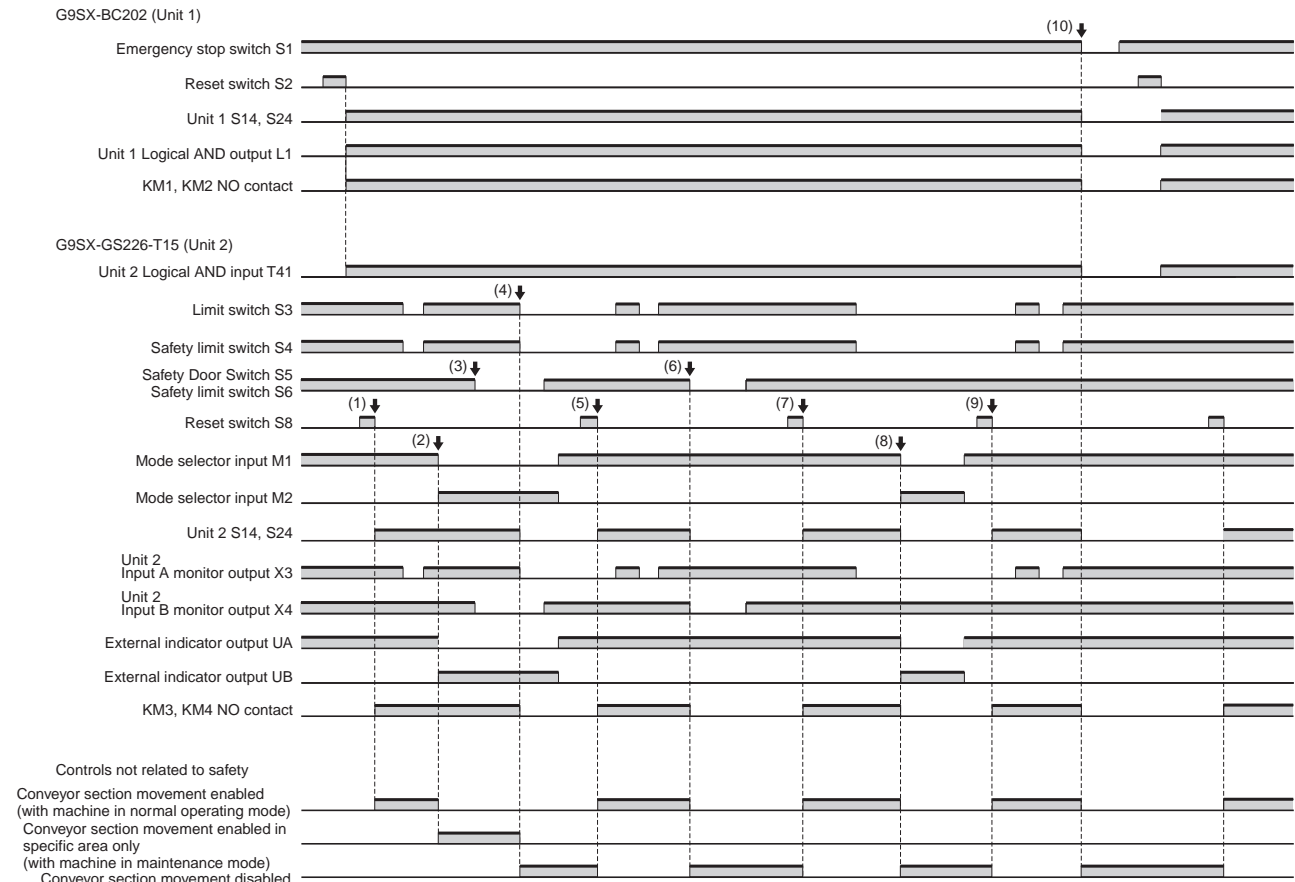 G9SX-BC202 (Unit 1)
(10)
Emergency stop switch S1
Reset switch S2
Unit 1 S14, S24
Unit 1 Logical AND output L1
KM1, KM2 NO contact
G9SX-GS226-T15 (Unit 2)
Unit 2 Logical AND input T41
(4)
Limit switch S3
Safety limit switch S4
(3)
(6)
Safety Door Switch S5
Safety limit switch S6
(1)
(5)
(7)
(9)
Reset switch S8
(2)
(8)
Mode selector input M1
Mode selector input M2
Unit 2 S14, S24
Unit 2
Input A monitor output X3
Unit 2
Input B monitor output X4
External indicator output UA
External indicator output UB
KM3, KM4 NO contact
Controls not related to safety
Conveyor section movement enabled
(with machine in normal operating mode)
Conveyor section movement enabled in
specific area only
(with machine in maintenance mode)
Conveyor section movement disabled